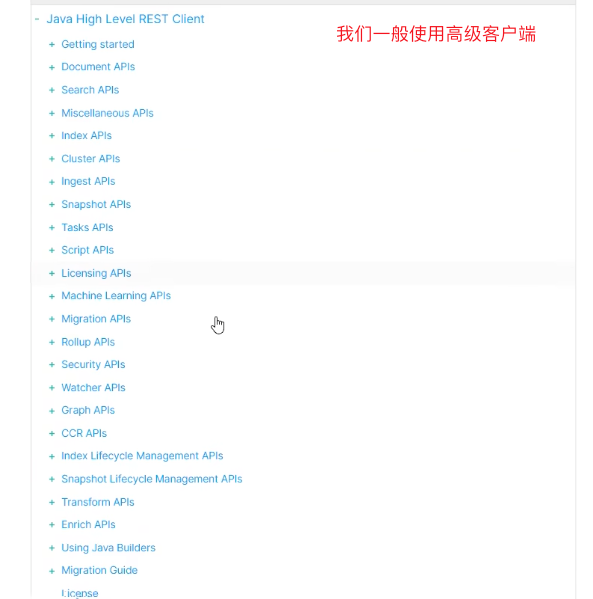 - Java High Level REST Client
我们一般使用高级客户端
+ Getting started
+ Document APIs
+ Search APIs
+ Miscellaneous APIs
+ Index APIs
+ Cluster APIs
+ Ingest APIs
+ Snapshot APIs
+ Tasks APIs
+ Script APIs
+ Licensing APIs
+ Machine Learning APIs
+ Migration APIs
+ Rollup APIs
+ Security APIs
+ Watcher APIs
+ Graph APIs
+ CCR APIs
+ Index Lifecycle Management APIs
+ Snapshot Lifecycle Management APIs
+ Transform APIs
+ Enrich APIs
+ Using Java Builders
+ Migration Guide
License